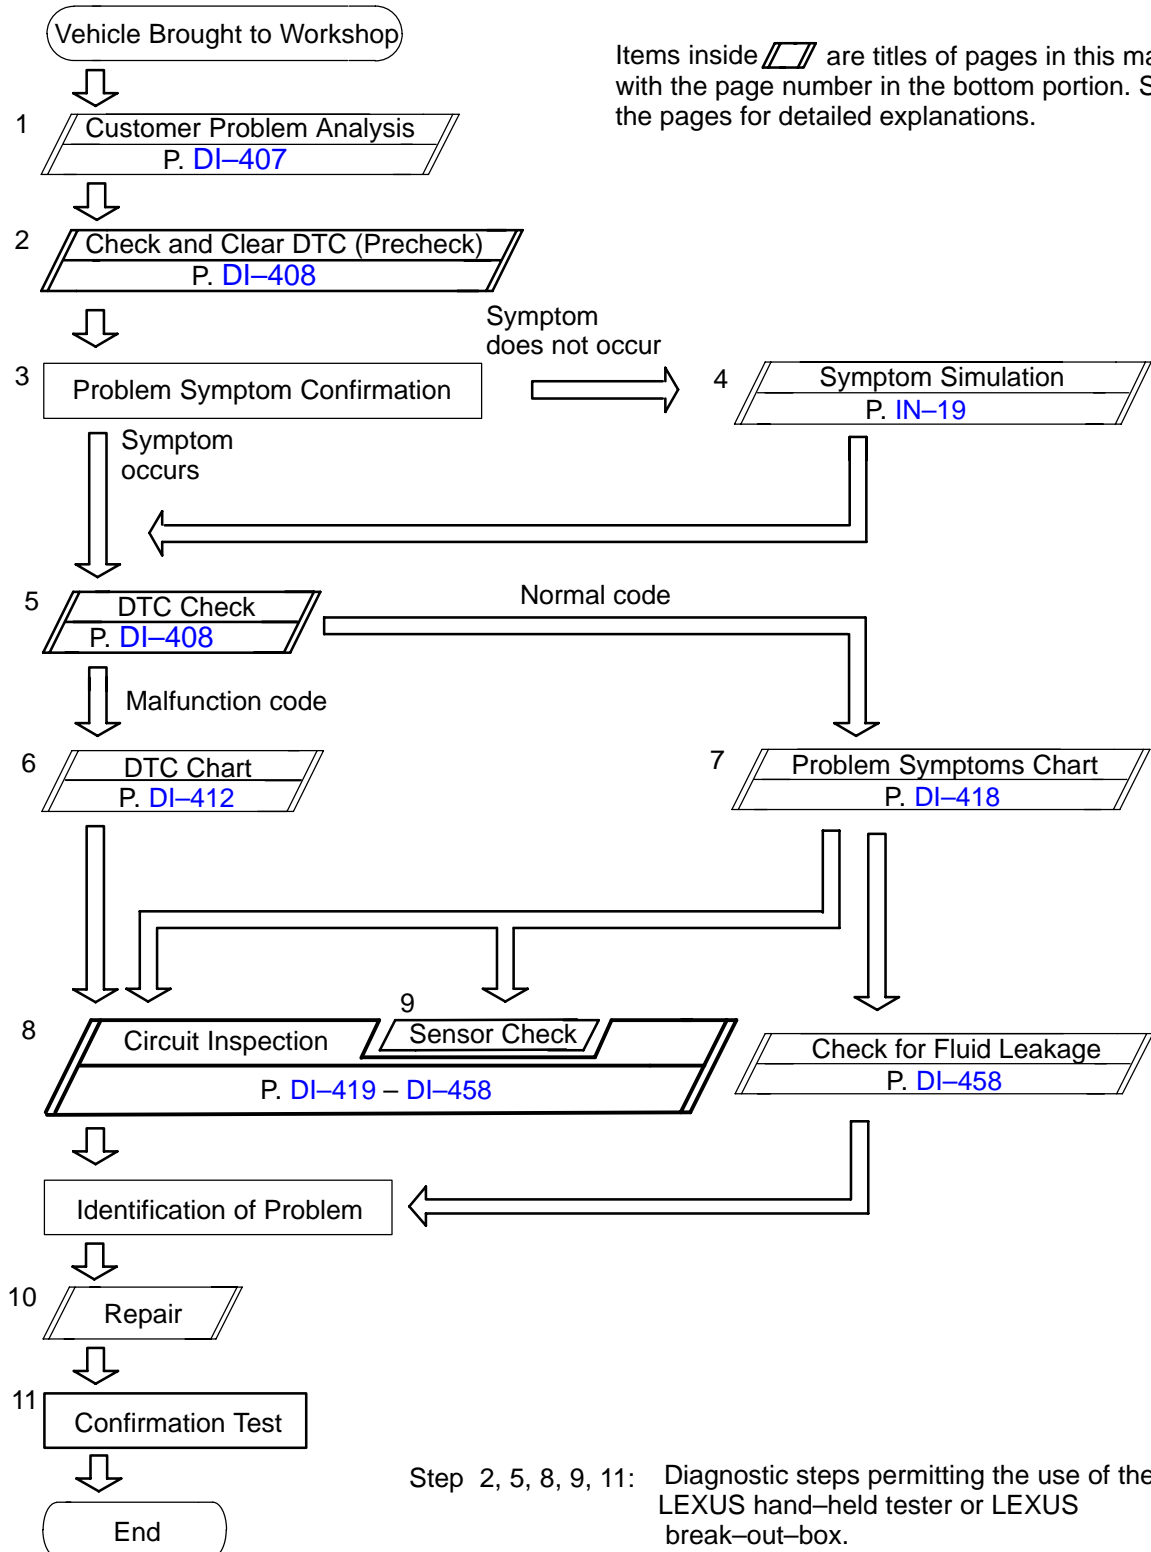 Vehicle Brought to Workshop
Items inside are titles of pages in this
with the page number in the bottom portion.
the pages for detailed explanations.
1
Customer Problem Analysis
P. DI–407
2
Check and Clear DTC (Precheck)
P. DI–408
Symptom
does not occur
3
Problem Symptom Confirmation
4
Symptom Simulation
P. IN–19
Symptom
occurs
5
DTC Check
P. DI–408
Normal code
Malfunction code
6
DTC Chart
P. DI–412
7
Problem Symptoms Chart
P. DI–418
8
Circuit Inspection
9
Sensor Check
P. DI–419 – DI–458
Check for Fluid Leakage
P. DI–458
Identification of Problem
10
Repair
11
Confirmation Test
End
Step 2, 5, 8, 9, 11: Diagnostic steps permitting the use of the
LEXUS hand–held tester or LEXUS
break–out–box.